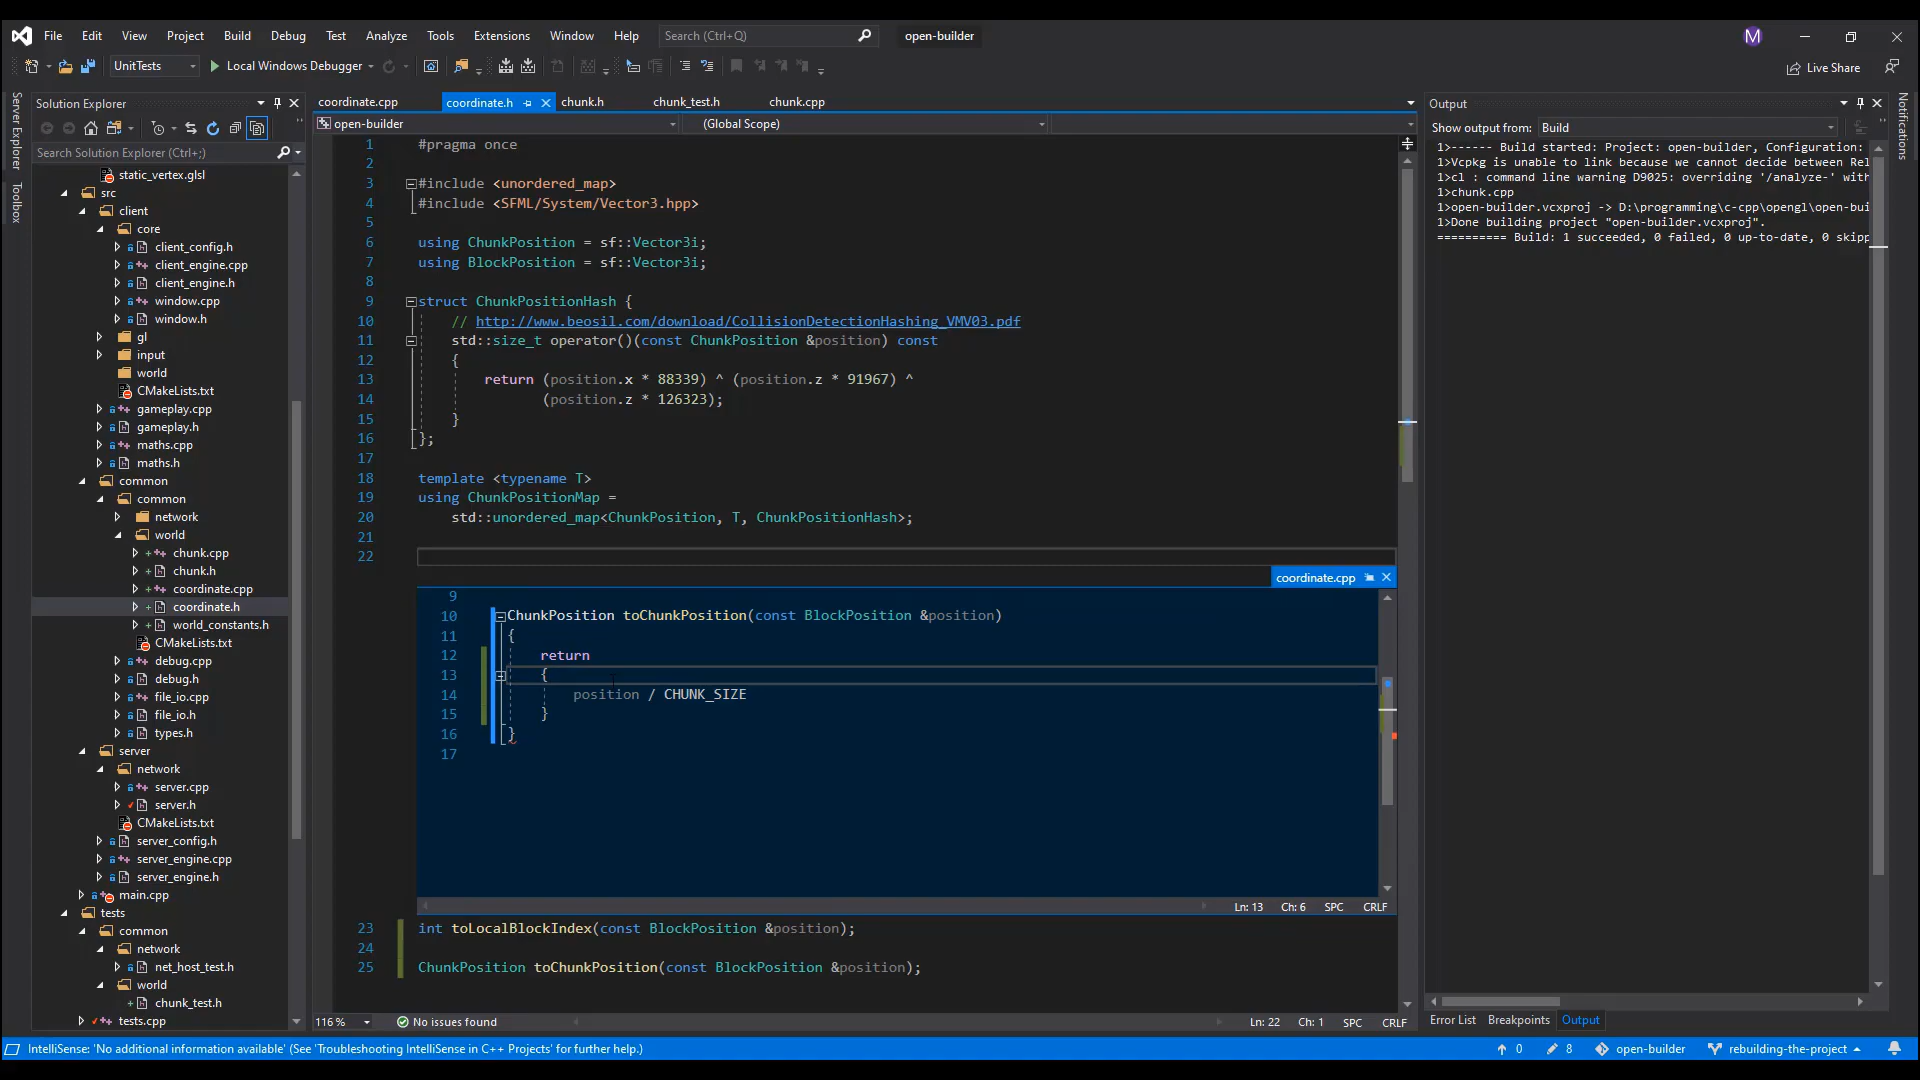 File Edit View Project Build Debug Test Analyze Tools Extensions Window Help Search (Ctrl+Q) open-builder M
UnitTests Local Windows Debugger Live Share
Server Explorer
Toolbox
Solution Explorer
Search Solution Explorer (Ctrl+;)
static_vertex.glsl
src
client
core
client_config.h
client_engine.cpp
client_engine.h
window.cpp
window.h
gl
input
world
CMakeLists.txt
gameplay.cpp
gameplay.h
maths.cpp
maths.h
common
common
network
world
chunk.cpp
chunk.h
coordinate.cpp
coordinate.h
world_constants.h
CMakeLists.txt
debug.cpp
debug.h
file_io.cpp
file_io.h
types.h
server
network
server.cpp
server.h
CMakeLists.txt
server_config.h
server_engine.cpp
server_engine.h
main.cpp
tests
common
network
net_host_test.h
world
chunk_test.h
tests.cpp
coordinate.cpp coordinate.h chunk.h chunk_test.h chunk.cpp
open-builder (Global Scope)
1 #pragma once
2
3 #include <unordered_map>
4 #include <SFML/System/Vector3.hpp>
5
6 using ChunkPosition = sf::Vector3i;
7 using BlockPosition = sf::Vector3i;
8
9 struct ChunkPositionHash {
10 // http://www.beosil.com/download/CollisionDetectionHashing_VMV03.pdf
11 std::size_t operator()(const ChunkPosition &position) const
12 {
13 return (position.x * 88339) ^ (position.z * 91967) ^
14 (position.z * 126323);
15 }
16 };
17
18 template <typename T>
19 using ChunkPositionMap =
20 std::unordered_map<ChunkPosition, T, ChunkPositionHash>;
21
22
coordinate.cpp
9
10 ChunkPosition toChunkPosition(const BlockPosition &position)
11 {
12 return
13 {
14 position / CHUNK_SIZE
15 }
16 }
17
Ln: 13 Ch: 6 SPC CRLF
23 int toLocalBlockIndex(const BlockPosition &position);
24
25 ChunkPosition toChunkPosition(const BlockPosition &position);
116 % No issues found Ln: 22 Ch: 1 SPC CRLF
Output
Show output from: Build
1>------ Build started: Project: open-builder, Configuration:
1>Vcpkg is unable to link because we cannot decide between Rel
1>cl : command line warning D9025: overriding '/analyze-' with
1>chunk.cpp
1>open-builder.vcxproj -> D:\programming\c-cpp\opengl\open-bui
1>Done building project "open-builder.vcxproj".
========== Build: 1 succeeded, 0 failed, 0 up-to-date, 0 skipp
Error List Breakpoints Output
Notifications
IntelliSense: 'No additional information available' (See 'Troubleshooting IntelliSense in C++ Projects' for further help.) 0 8 open-builder rebuilding-the-project